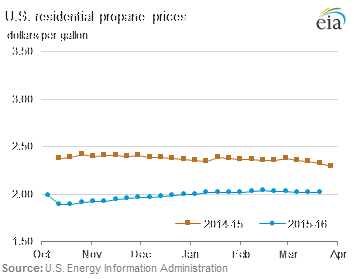 U.S. residential propane prices
dollars per gallon
eia
3.50
3.00
2.50
2.00
1.50
Oct Nov Dec Jan Feb Mar Apr
2014-15 2015-16
Source: U.S. Energy Information Administration